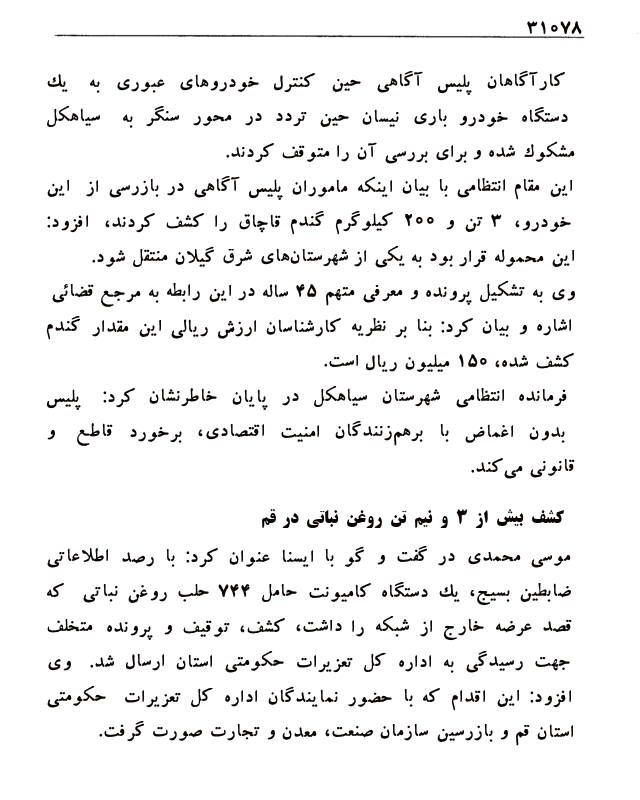 ۳۱۰۷۸
کارآگاهان پلیس آگاهی حین کنترل خودروهای عبوری به یك
دستگاه خودرو باری نیسان حین تردد در محور سنگر به سیاهکل
مشکوك شده و برای بررسی آن را متوقف کردند.
این مقام انتظامی با بیان اینکه ماموران پلیس آگاهی در بازرسی از این
خودرو، ۳ تن و ۲۰۰ کیلوگرم گندم قاچاق را کشف کردند، افزود:
این محموله قرار بود به یکی از شهرستان‌های شرق گیلان منتقل شود.
وی به تشکیل پرونده و معرفی متهم ۴۵ ساله در این رابطه به مرجع قضائی
اشاره و بیان کرد: بنا بر نظریه کارشناسان ارزش ریالی این مقدار گندم
کشف شده، ۱۵۰ میلیون ریال است.
فرمانده انتظامی شهرستان سیاهکل در پایان خاطرنشان کرد: پلیس
بدون اغماض با برهم‌زنندگان امنیت اقتصادی، برخورد قاطع و
قانونی می‌کند.
کشف بیش از ۳ و نیم تن روغن نباتی در قم
موسی محمدی در گفت و گو با ایسنا عنوان کرد: با رصد اطلاعاتی
ضابطین بسیج، یك دستگاه کامیونت حامل ۷۴۴ حلب روغن نباتی که
قصد عرضه خارج از شبکه را داشت، کشف، توقیف و پرونده متخلف
جهت رسیدگی به اداره کل تعزیرات حکومتی استان ارسال شد. وی
افزود: این اقدام که با حضور نمایندگان اداره کل تعزیرات حکومتی
استان قم و بازرسین سازمان صنعت، معدن و تجارت صورت گرفت.